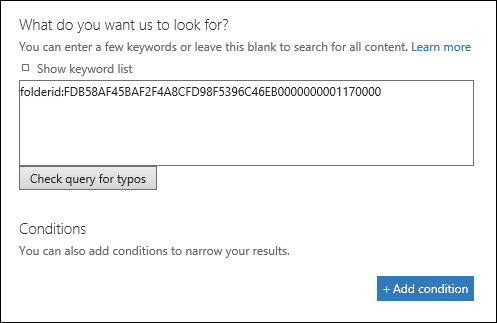 What do you want us to look for?
You can enter a few keywords or leave this blank to search for all content. Learn more
Show keyword list
folderid:FDB58AF45BAF2F4A8CFD98F5396C46EB0000000001170000
Check query for typos
Conditions
You can also add conditions to narrow your results.
+ Add condition